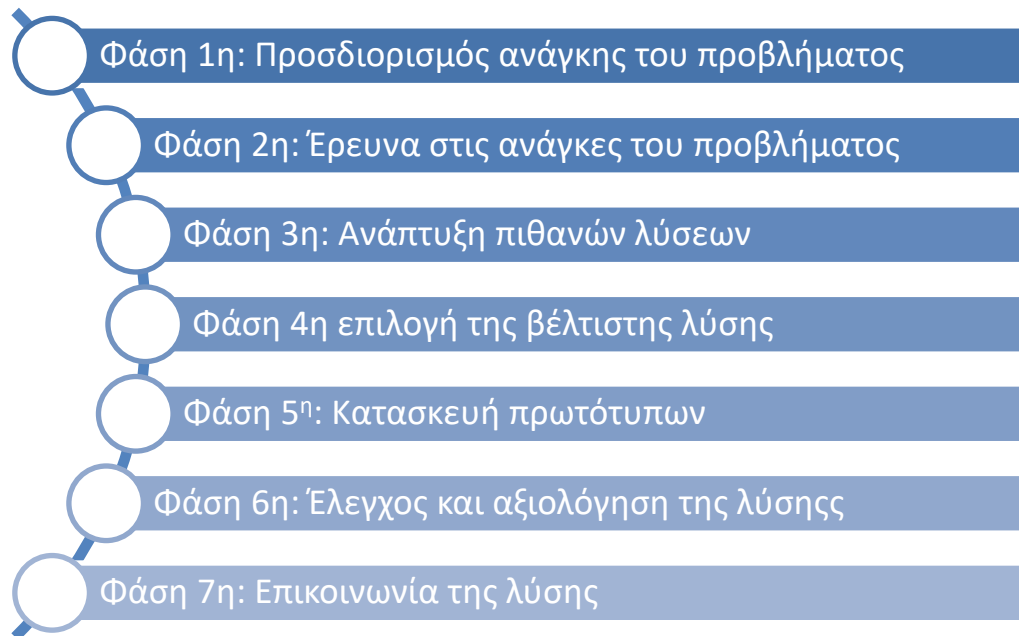 Φάση 1η: Προσδιορισμός ανάγκης του προβλήματος
Φάση 2η: Έρευνα στις ανάγκες του προβλήματος
Φάση 3η: Ανάπτυξη πιθανών λύσεων
Φάση 4η επιλογή της βέλτιστης λύσης
Φάση 5η: Κατασκευή πρωτότυπων
Φάση 6η: Έλεγχος και αξιολόγηση της λύσηςς
Φάση 7η: Επικοινωνία της λύσης